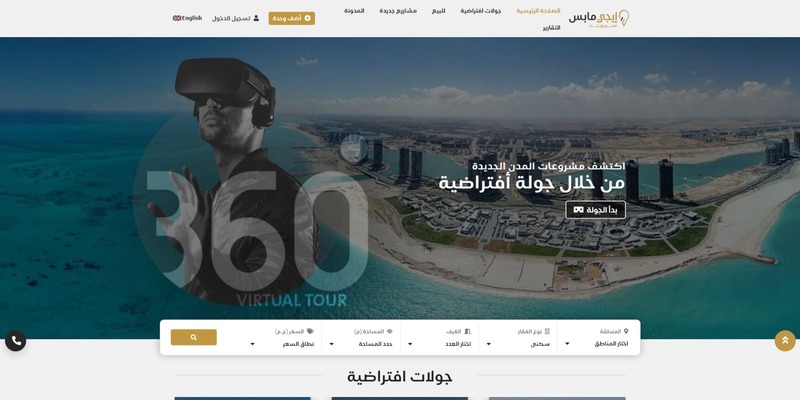 إيجي مابس
الصفحة الرئيسية
جولات افتراضية
للبيع
مشاريع جديدة
المدونة
التقارير
أضف وحدة
تسجيل الدخول
English
اكتشف مشروعات المدن الجديدة
من خلال جولة أفتراضية
بدأ الجولة
360
VIRTUAL TOUR
المنطقة
اختار المناطق
نوع العقار
سكنى
الغرف
اختار العدد
المساحة (م)
حدد المساحة
السعر (ج.م)
نطاق السعر
جولات افتراضية